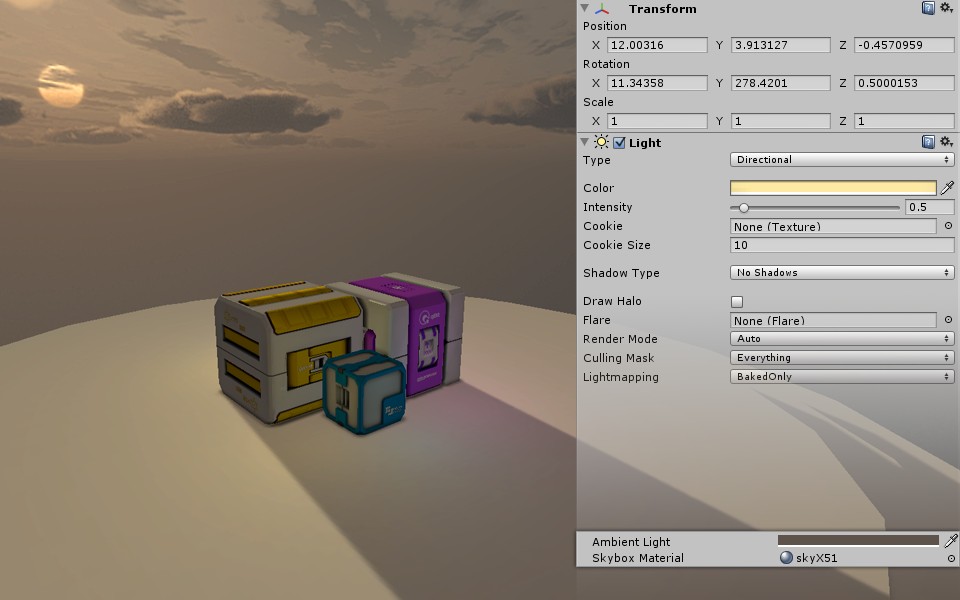 Transform
Position
X 12.00316 Y 3.913127 Z -0.4570959
Rotation
X 11.34358 Y 278.4201 Z 0.5000153
Scale
X 1 Y 1 Z 1
Light
Type Directional
Color
Intensity 0.5
Cookie None (Texture)
Cookie Size 10
Shadow Type No Shadows
Draw Halo
Flare None (Flare)
Render Mode Auto
Culling Mask Everything
Lightmapping BakedOnly
Ambient Light
Skybox Material skyX51